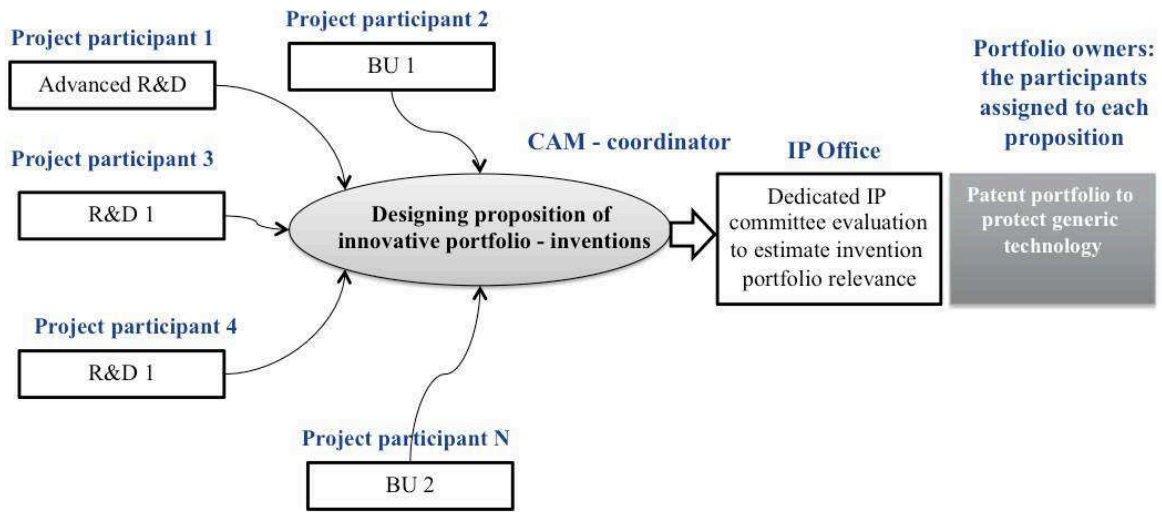 Project participant 1
Advanced R&D
Project participant 2
BU 1
Project participant 3
R&D 1
Project participant 4
R&D 1
Project participant N
BU 2
CAM - coordinator
Designing proposition of
innovative portfolio - inventions
IP Office
Dedicated IP
committee evaluation
to estimate invention
portfolio relevance
Portfolio owners:
the participants
assigned to each
proposition
Patent portfolio to
protect generic
technology